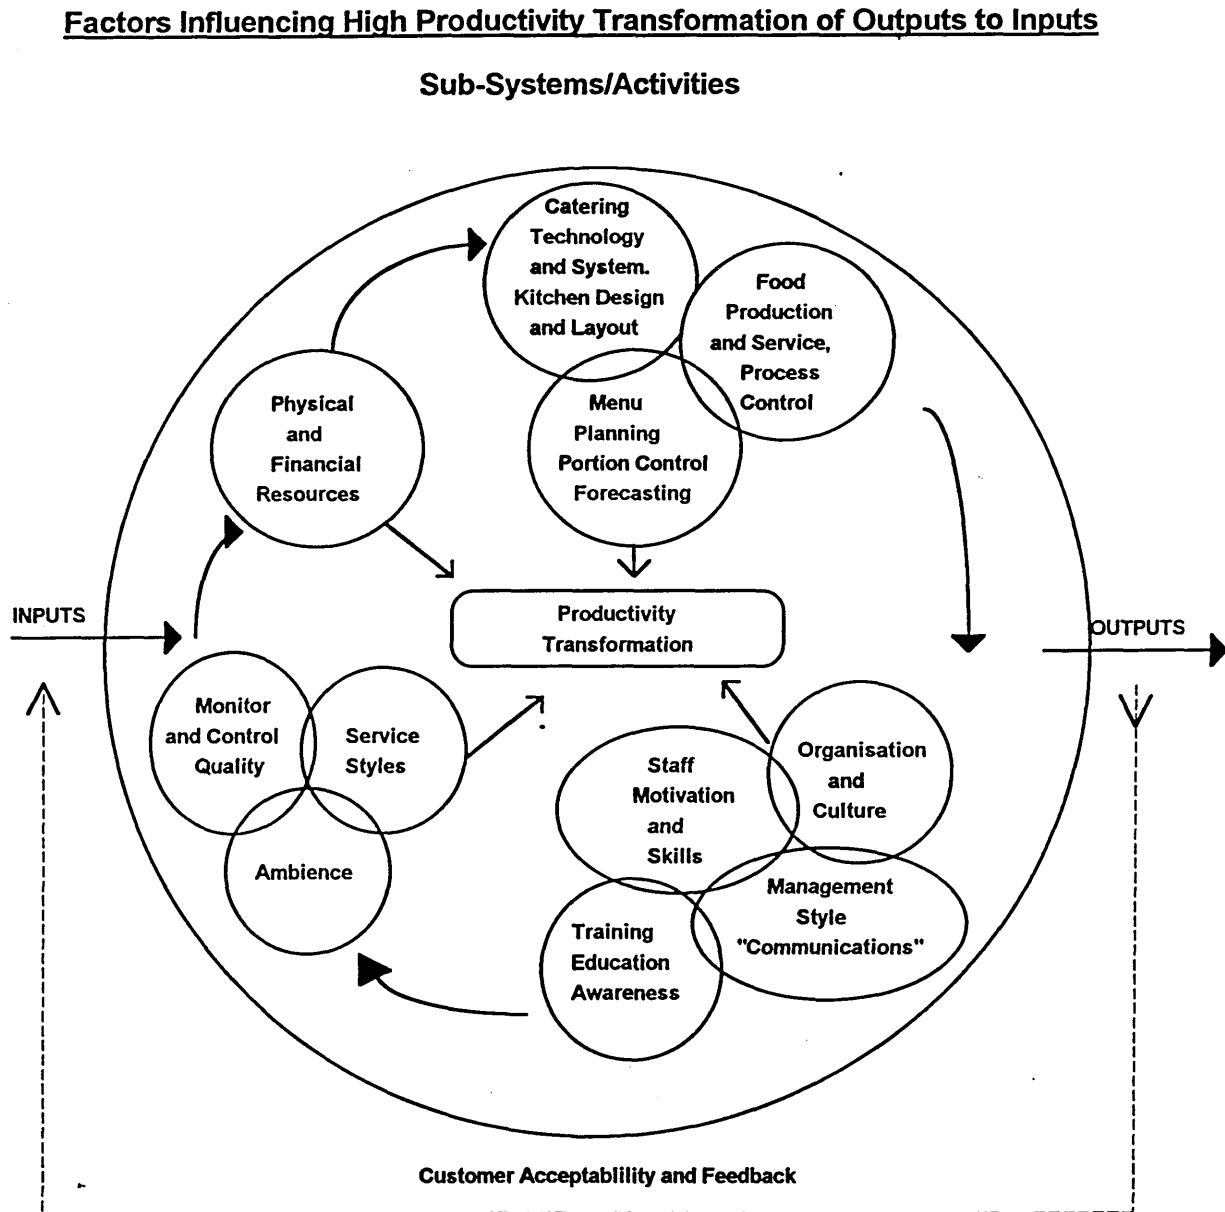 Factors Influencing High Productivity Transformation of Outputs to Inputs
Sub-Systems/Activities
Catering
Technology
and System.
Kitchen Design
and Layout
Food
Production
and Service,
Process
Control
Physical
and
Financial
Resources
Menu
Planning
Portion Control
Forecasting
INPUTS
Productivity
Transformation
OUTPUTS
Monitor
and Control
Quality
Service
Styles
Ambience
Staff
Motivation
and
Skills
Organisation
and
Culture
Management
Style
"Communications"
Training
Education
Awareness
Customer Acceptablility and Feedback